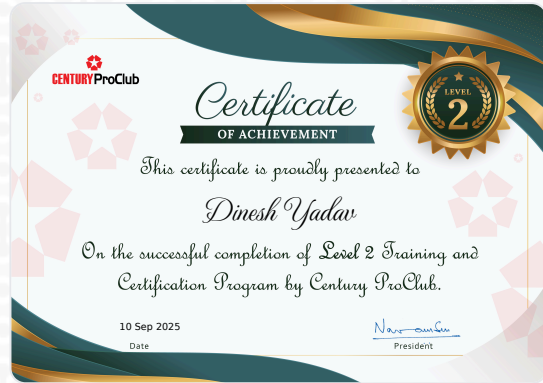 CENTURY ProClub
Certificate
OF ACHIEVEMENT
LEVEL
2
This certificate is proudly presented to
Dinesh Yadav
On the successful completion of Level 2 Training and
Certification Program by Century ProClub.
10 Sep 2025
Date
President